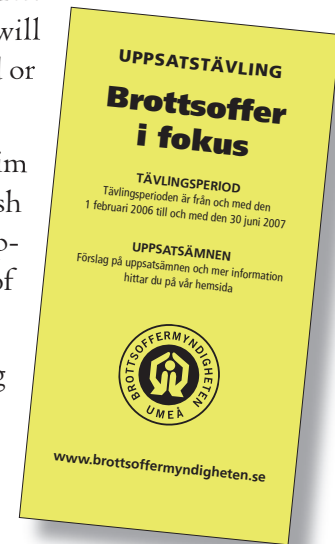 will
or
im
sh
o-
of
g
UPPSATSTÄVLING
Brottsoffer
i fokus
TÄVLINGSPERIOD
Tävlingsperioden är från och med den
1 februari 2006 till och med den 30 juni 2007
UPPSATSÄMNEN
Förslag på uppsatsämnen och mer information
hittar du på vår hemsida
BROTTSOFFERMYNDIGHETEN
UMEÅ
www.brottsoffermyndigheten.se